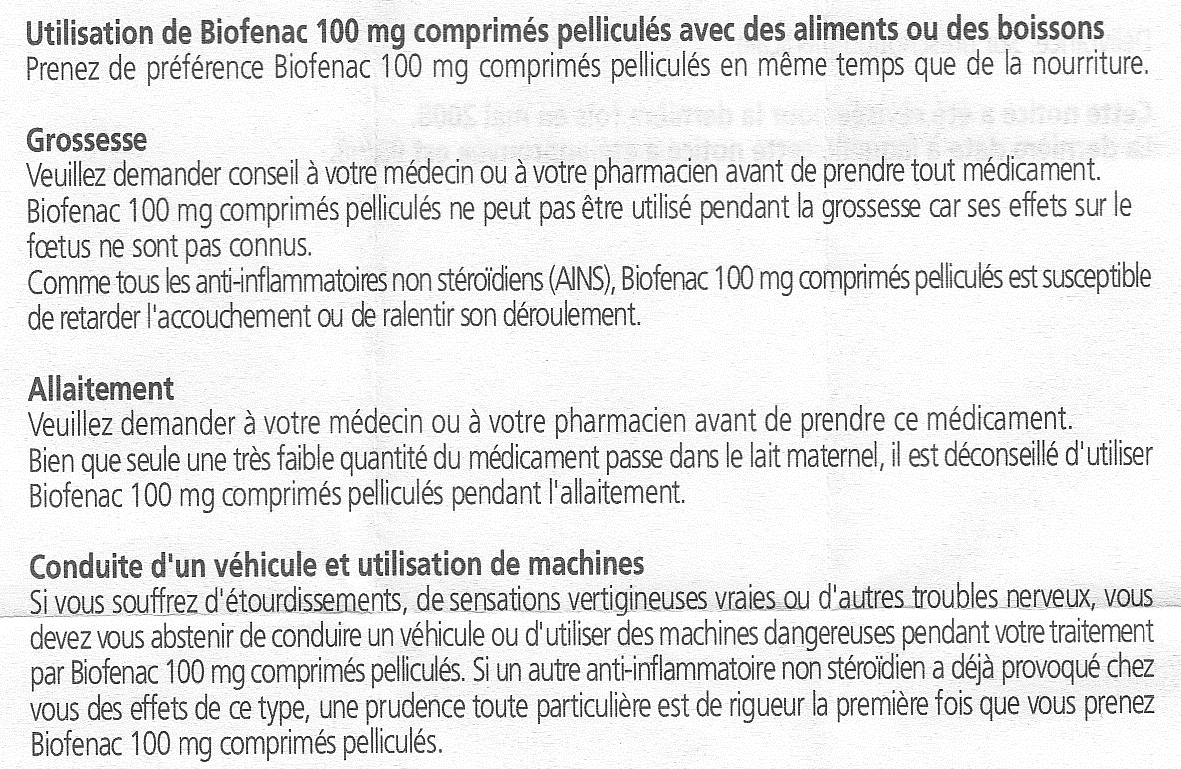 Utilisation de Biofenac 100 mg comprimés pelliculés avec des aliments ou des boissons
Prenez de préférence Biofenac 100 mg comprimés pelliculés en même temps que de la nourriture.
Grossesse
Veuillez demander conseil à votre médecin ou à votre pharmacien avant de prendre tout médicament.
Biofenac 100 mg comprimés pelliculés ne peut pas être utilisé pendant la grossesse car ses effets sur le
fœtus ne sont pas connus.
Comme tous les anti-inflammatoires non stéroïdiens (AINS), Biofenac 100 mg comprimés pelliculés est susceptible
de retarder l'accouchement ou de ralentir son déroulement.
Allaitement
Veuillez demander à votre médecin ou à votre pharmacien avant de prendre ce médicament.
Bien que seule une très faible quantité du médicament passe dans le lait maternel, il est déconseillé d'utiliser
Biofenac 100 mg comprimés pelliculés pendant l'allaitement.
Conduite d'un véhicule et utilisation de machines
Si vous souffrez d'étourdissements, de sensations vertigineuses vraies ou d'autres troubles nerveux, vous
devez vous abstenir de conduire un véhicule ou d'utiliser des machines dangereuses pendant votre traitement
par Biofenac 100 mg comprimés pelliculés. Si un autre anti-inflammatoire non stéroïdien a déjà provoqué chez
vous des effets de ce type, une prudence toute particulière est de rigueur la première fois que vous prenez
Biofenac 100 mg comprimés pelliculés.